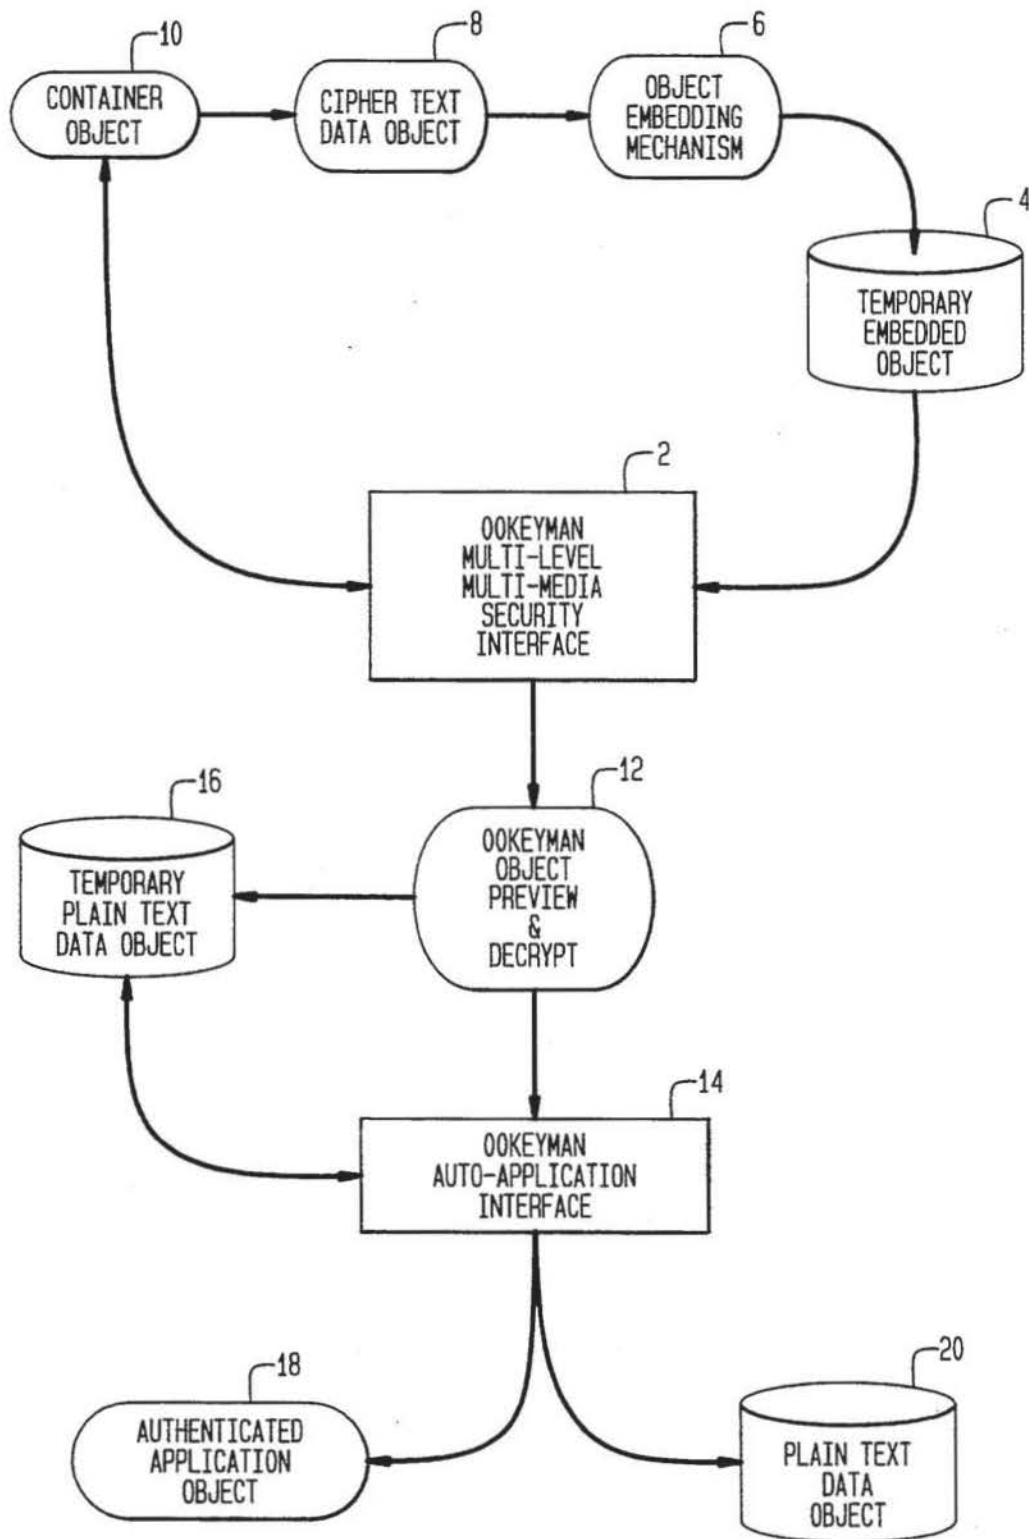 10
CONTAINER
OBJECT
8
CIPHER TEXT
DATA OBJECT
6
OBJECT
EMBEDDING
MECHANISM
4
TEMPORARY
EMBEDDED
OBJECT
2
OOKEYMAN
MULTI-LEVEL
MULTI-MEDIA
SECURITY
INTERFACE
12
OOKEYMAN
OBJECT
PREVIEW
&
DECRYPT
16
TEMPORARY
PLAIN TEXT
DATA OBJECT
14
OOKEYMAN
AUTO-APPLICATION
INTERFACE
18
AUTHENTICATED
APPLICATION
OBJECT
20
PLAIN TEXT
DATA
OBJECT